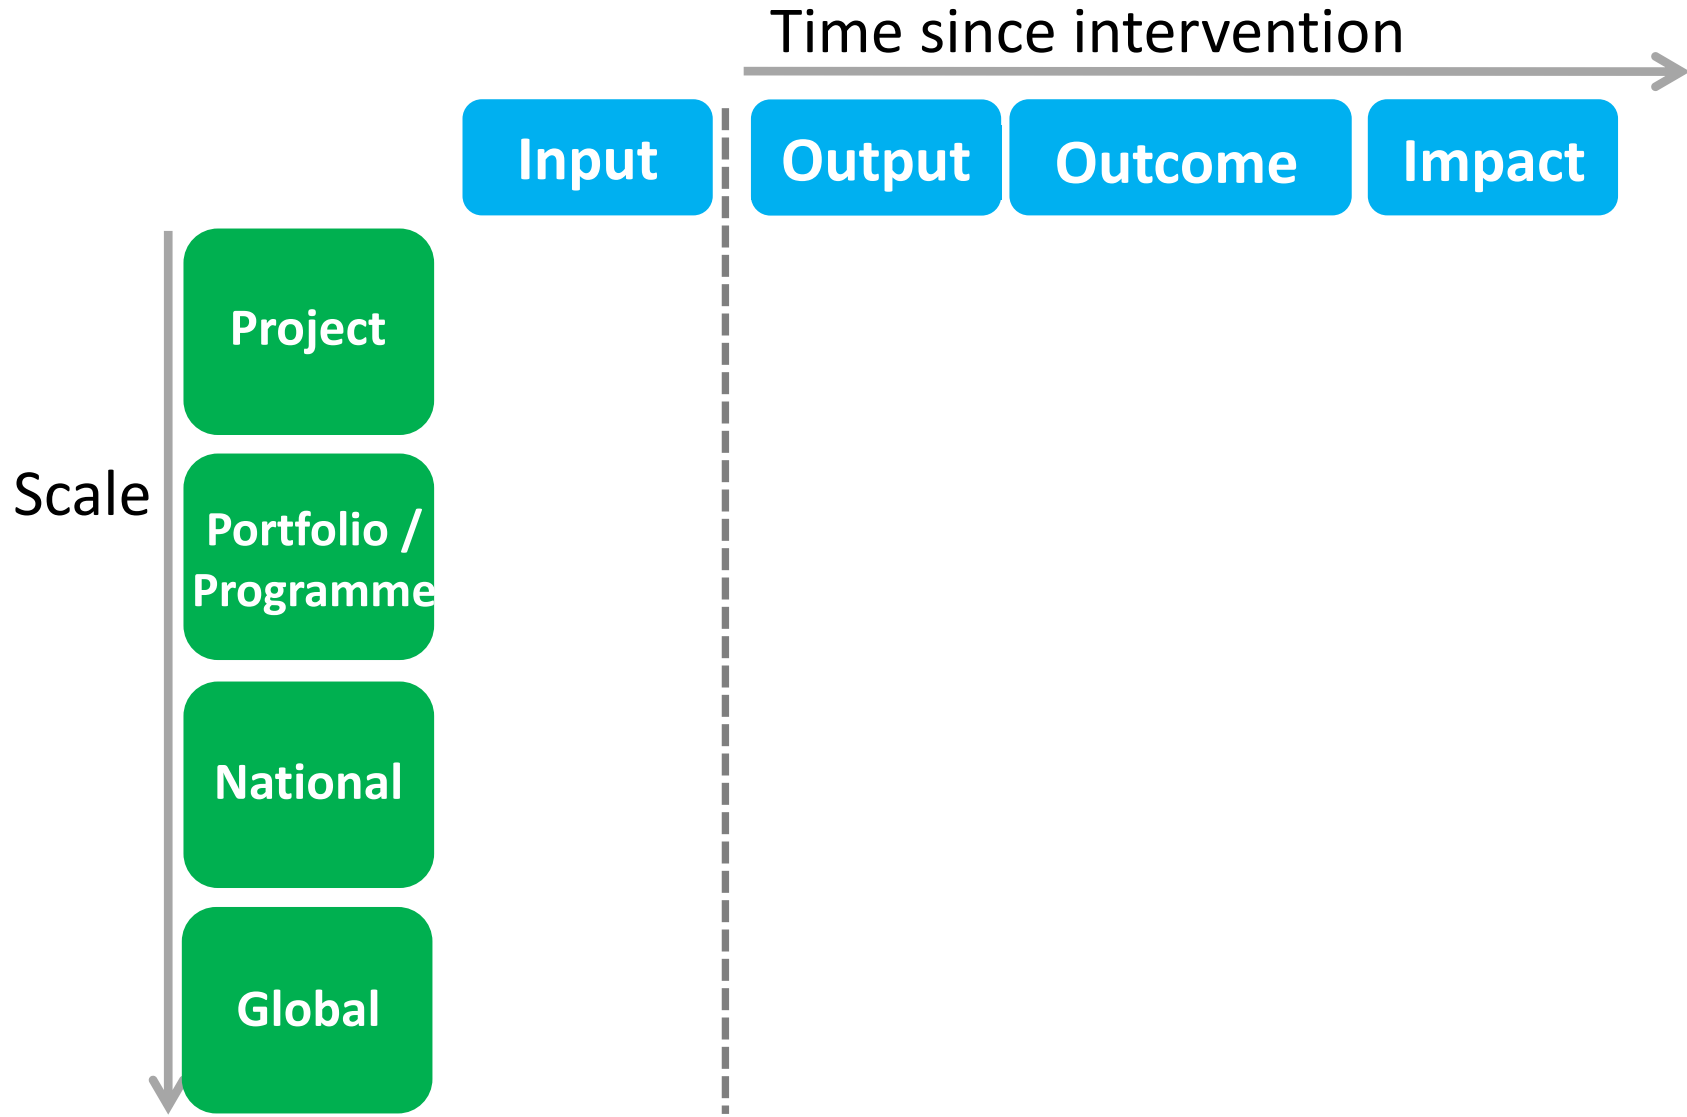 Time since intervention
Input
Output
Outcome
Impact
Project
Scale
Portfolio /
Programme
National
Global